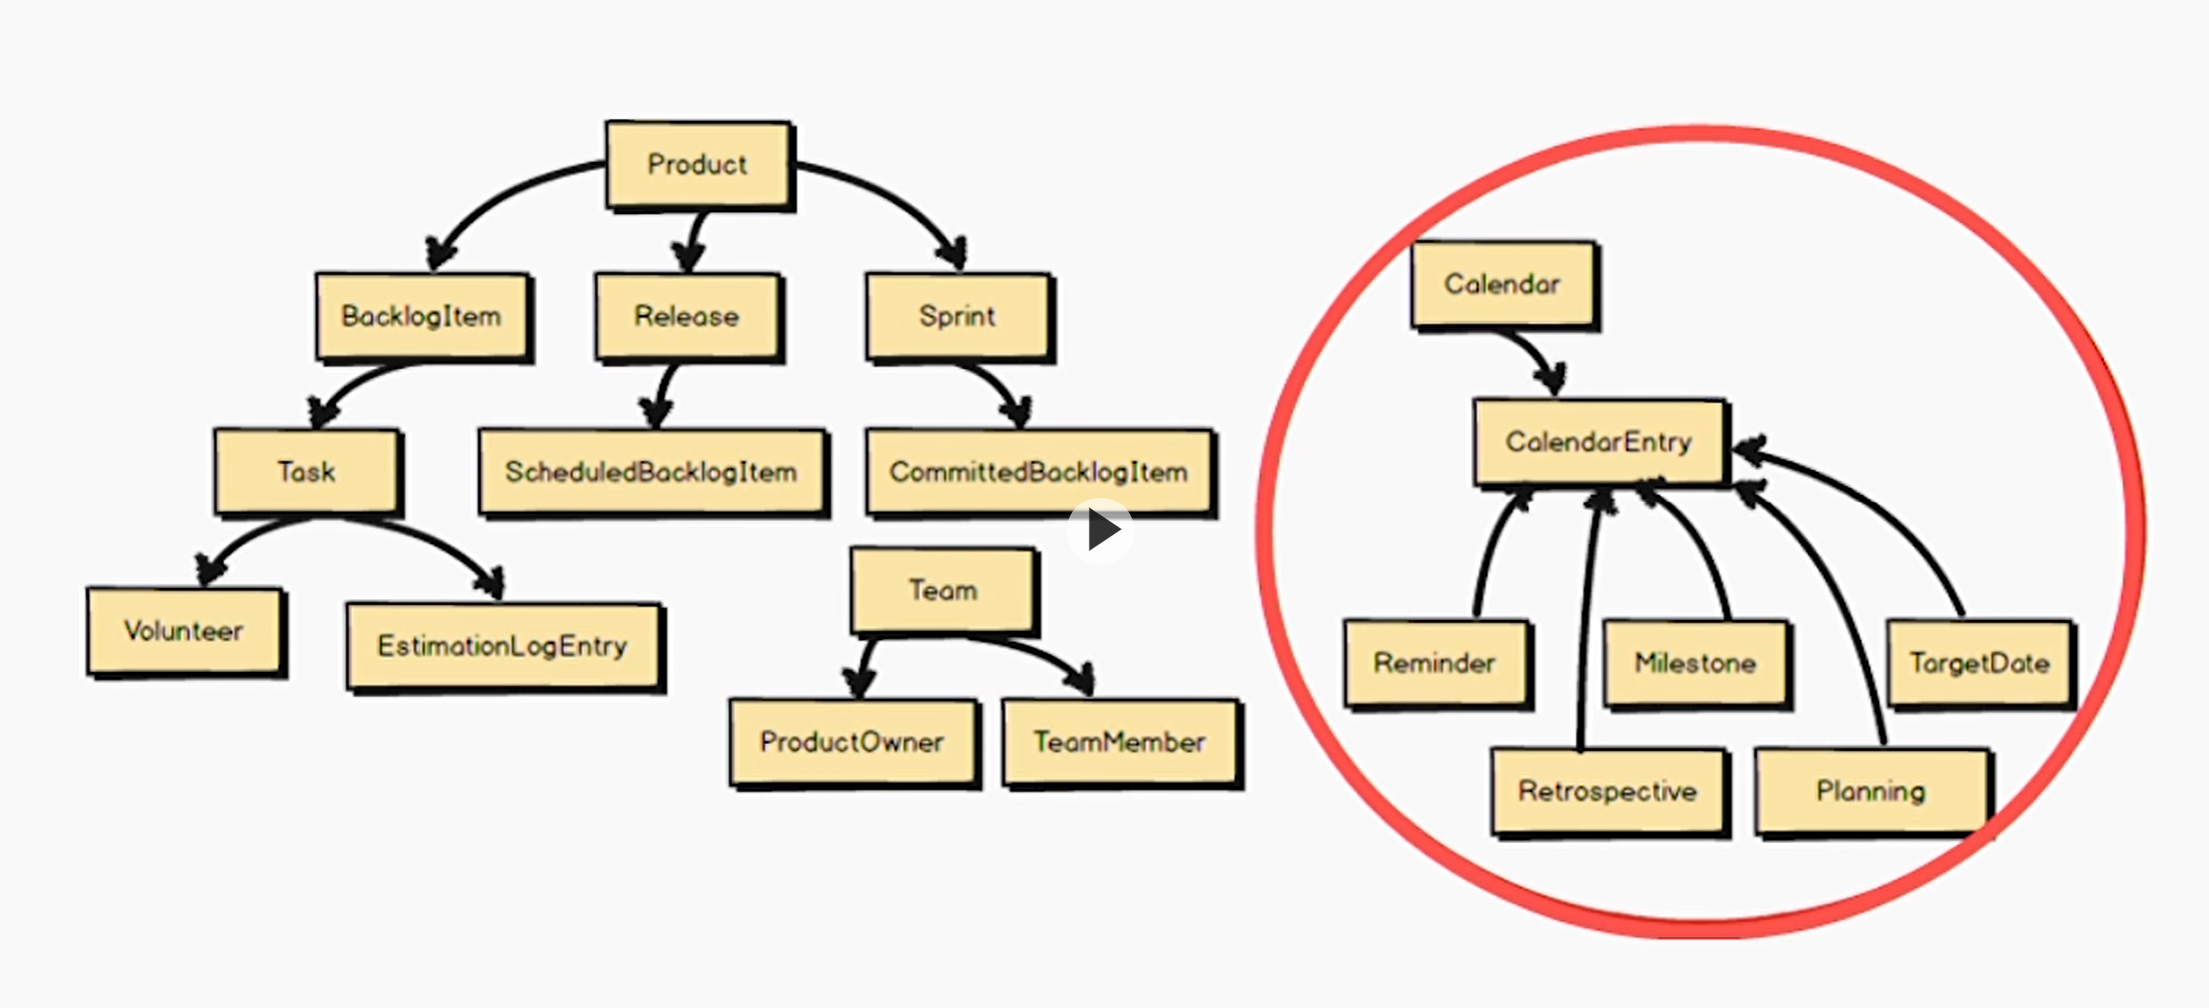 Product
BacklogItem
Release
Sprint
Task
ScheduledBacklogItem
CommittedBacklogItem
Volunteer
EstimationLogEntry
Team
ProductOwner
TeamMember
Calendar
CalendarEntry
Reminder
Milestone
TargetDate
Retrospective
Planning